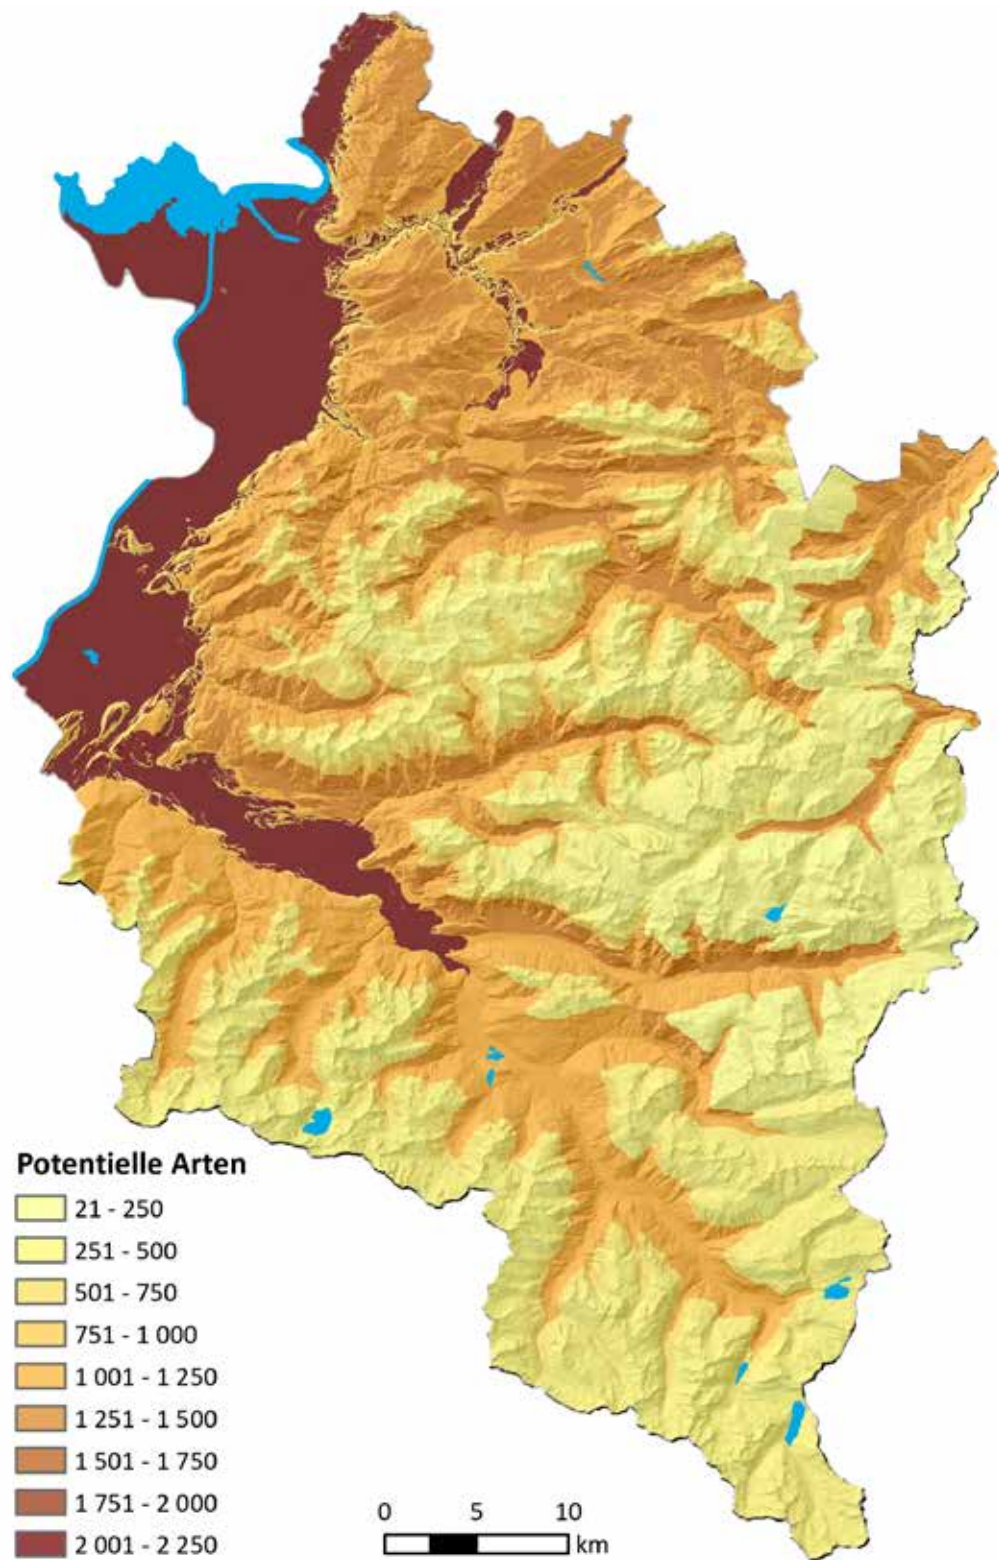 Potentielle Arten
21 - 250
251 - 500
501 - 750
751 - 1 000
1 001 - 1 250
1 251 - 1 500
1 501 - 1 750
1 751 - 2 000
2 001 - 2 250
0 5 10
km